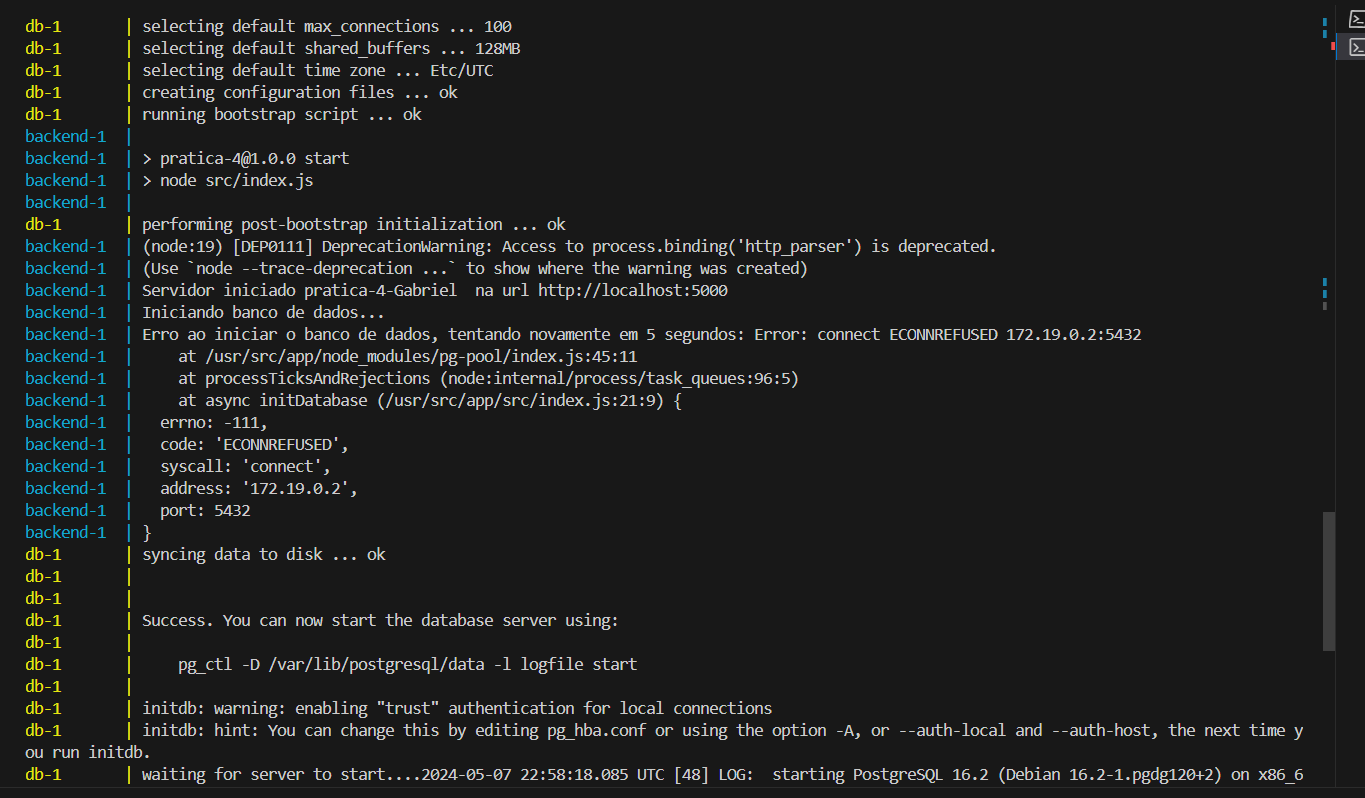 db-1 | selecting default max_connections ... 100
db-1 | selecting default shared_buffers ... 128MB
db-1 | selecting default time zone ... Etc/UTC
db-1 | creating configuration files ... ok
db-1 | running bootstrap script ... ok
backend-1 |
backend-1 | > pratica-4@1.0.0 start
backend-1 | > node src/index.js
backend-1 |
db-1 | performing post-bootstrap initialization ... ok
backend-1 | (node:19) [DEP0111] DeprecationWarning: Access to process.binding('http_parser') is deprecated.
backend-1 | (Use `node --trace-deprecation ...` to show where the warning was created)
backend-1 | Servidor iniciado pratica-4-Gabriel  na url http://localhost:5000
backend-1 | Iniciando banco de dados...
backend-1 | Erro ao iniciar o banco de dados, tentando novamente em 5 segundos: Error: connect ECONNREFUSED 172.19.0.2:5432
backend-1 |     at /usr/src/app/node_modules/pg-pool/index.js:45:11
backend-1 |     at processTicksAndRejections (node:internal/process/task_queues:96:5)
backend-1 |     at async initDatabase (/usr/src/app/src/index.js:21:9) {
backend-1 |   errno: -111,
backend-1 |   code: 'ECONNREFUSED',
backend-1 |   syscall: 'connect',
backend-1 |   address: '172.19.0.2',
backend-1 |   port: 5432
backend-1 | }
db-1 | syncing data to disk ... ok
db-1 |
db-1 |
db-1 | Success. You can now start the database server using:
db-1 |
db-1 |     pg_ctl -D /var/lib/postgresql/data -l logfile start
db-1 |
db-1 | initdb: warning: enabling "trust" authentication for local connections
db-1 | initdb: hint: You can change this by editing pg_hba.conf or using the option -A, or --auth-local and --auth-host, the next time y
ou run initdb.
db-1 | waiting for server to start....2024-05-07 22:58:18.085 UTC [48] LOG:  starting PostgreSQL 16.2 (Debian 16.2-1.pgdg120+2) on x86_6